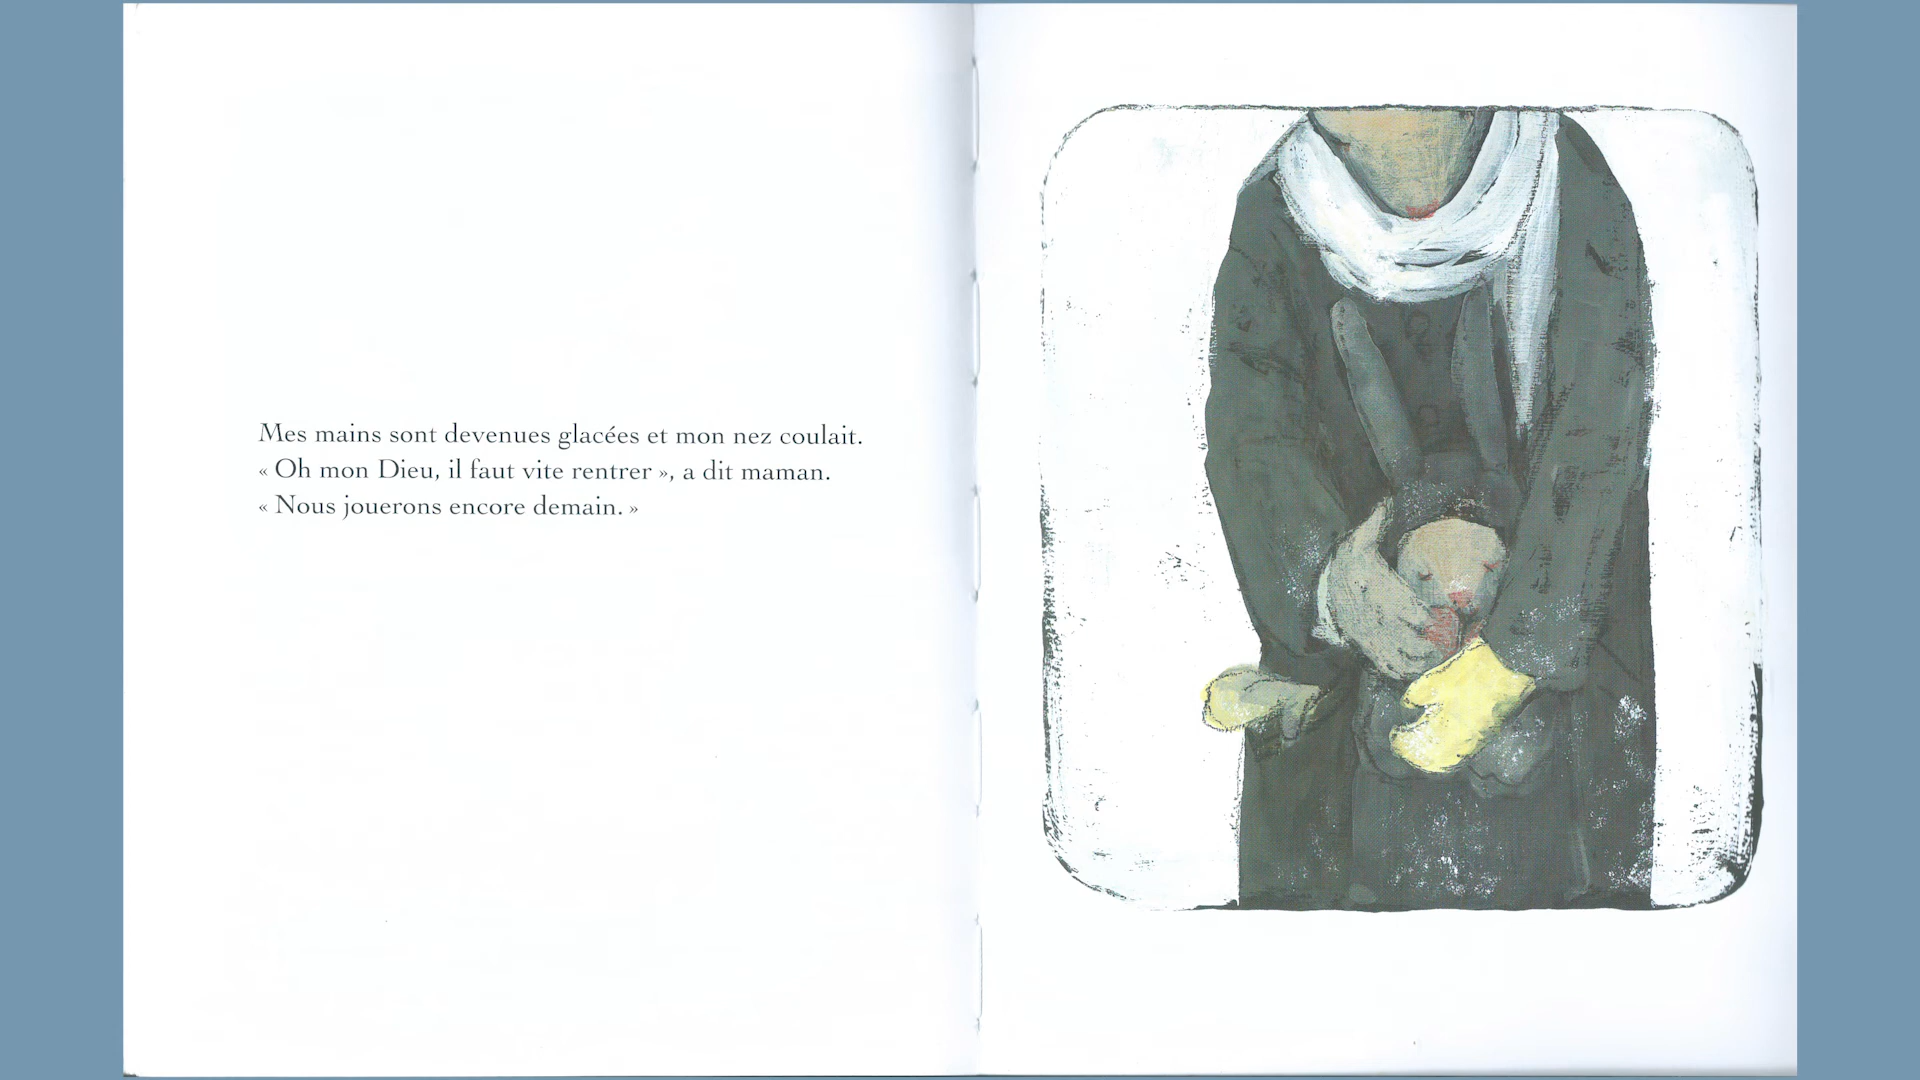 Mes mains sont devenues glacées et mon nez coulait.
« Oh mon Dieu, il faut vite rentrer », a dit maman.
« Nous jouerons encore demain. »